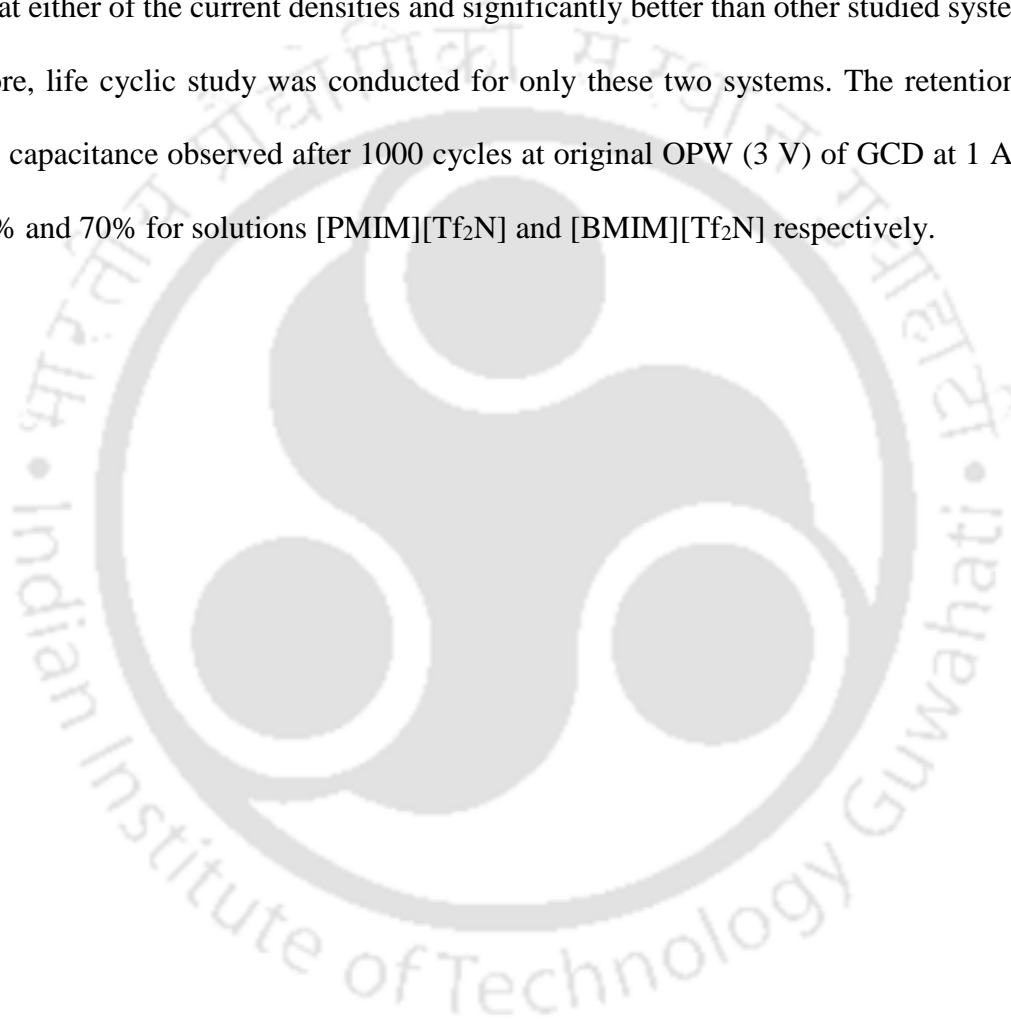 at either of the current densities and significantly better than other studied syste
ore, life cyclic study was conducted for only these two systems. The retention
capacitance observed after 1000 cycles at original OPW (3 V) of GCD at 1 A
% and 70% for solutions [PMIM][Tf₂N] and [BMIM][Tf₂N] respectively.
Indian Institute of Technology Guwahati